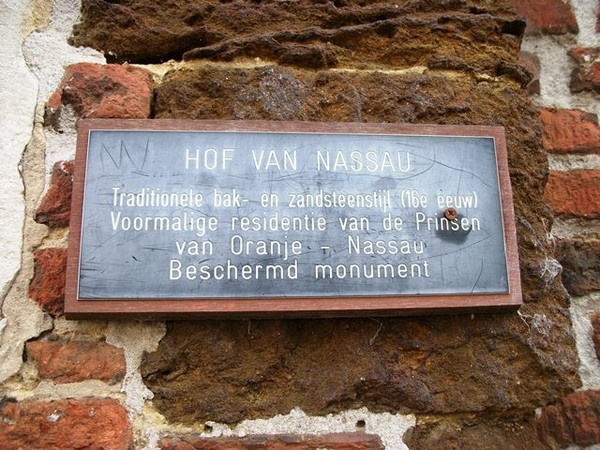 HOF VAN NASSAU
Traditionele bak- en zandsteenstijl (16e eeuw)
Voormalige residentie van de Prinsen
van Oranje - Nassau
Beschermd monument